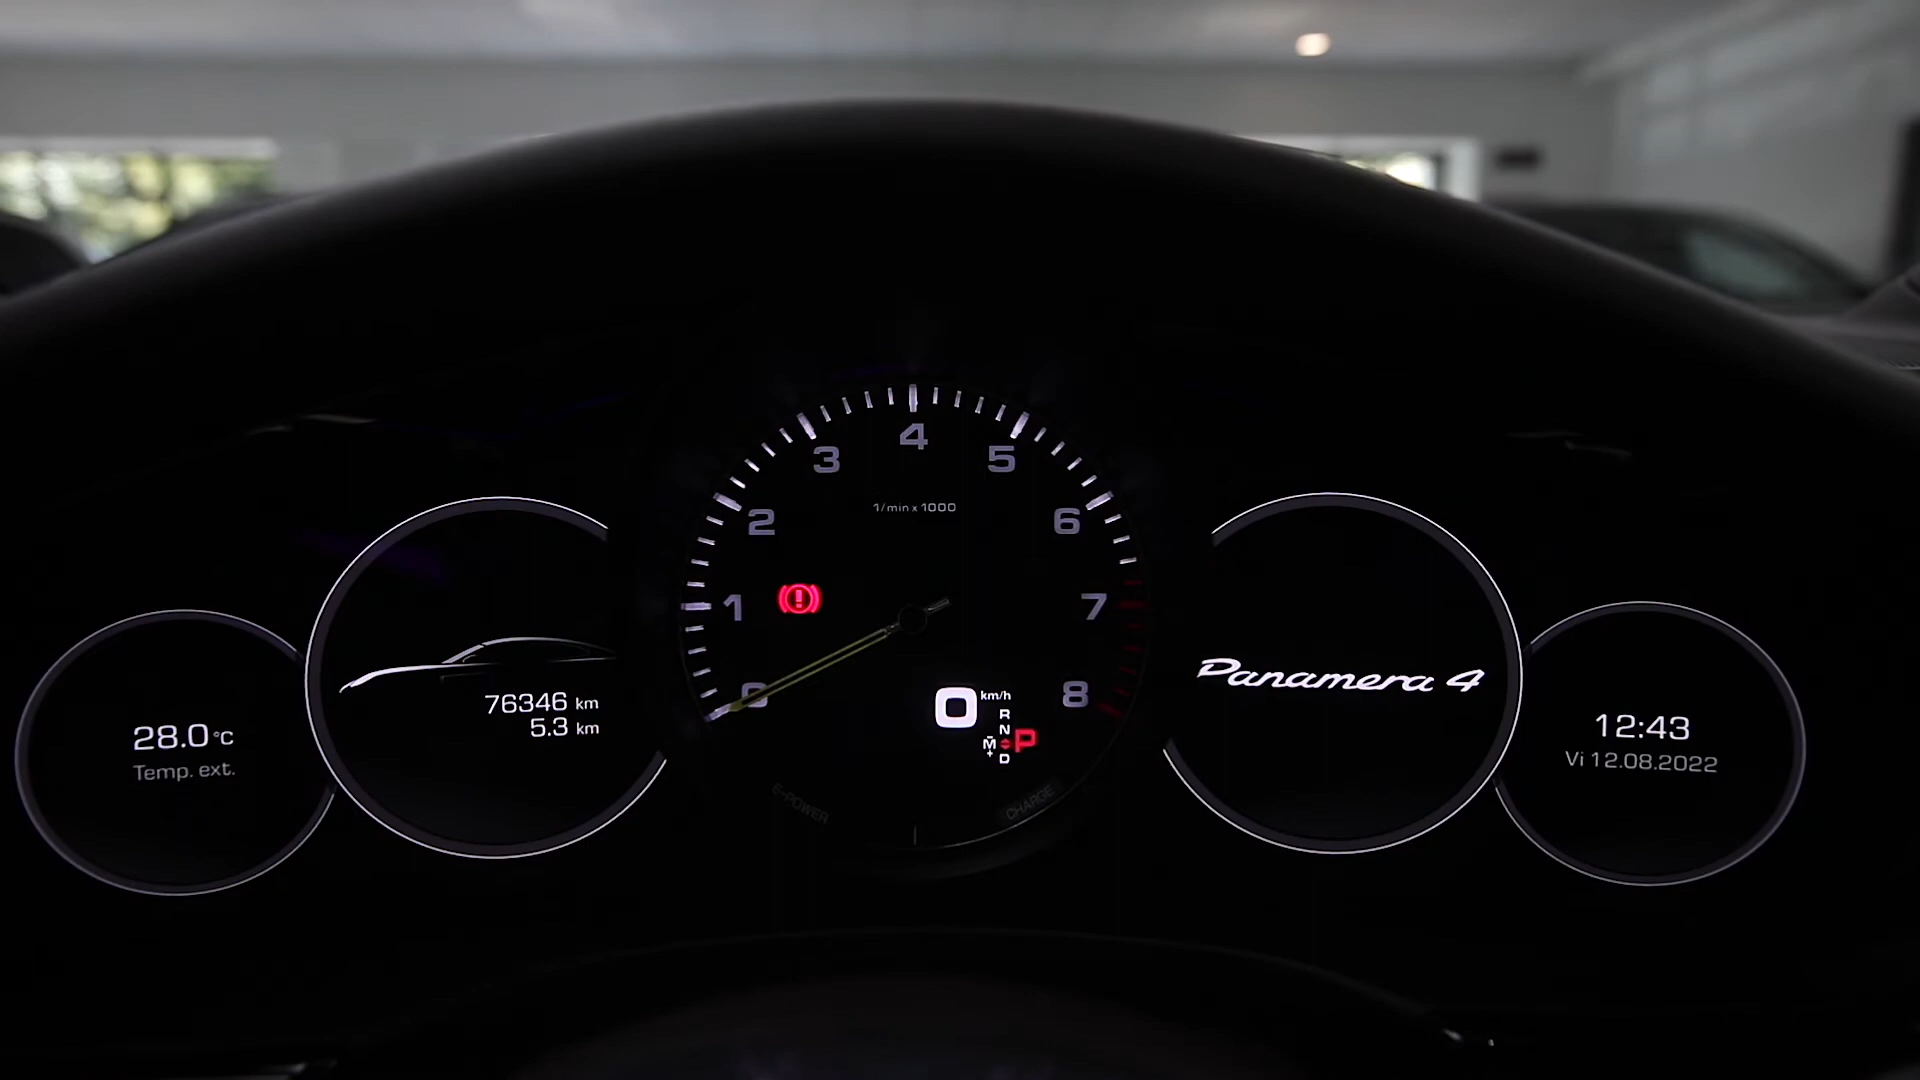 28.0 °C
Temp. ext.
76346 km
5.3 km
1
2
3
4
5
6
7
8
0
1/min x 1000
0 km/h
R
N
M P
D
E-POWER
CHARGE
Panamera 4
12:43
Vi 12.08.2022